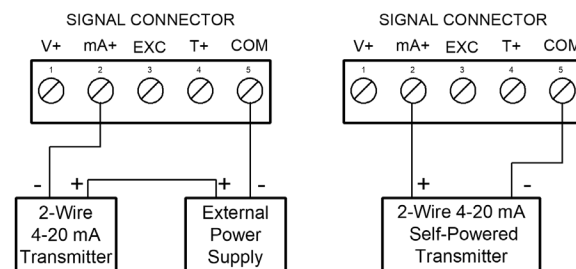 SIGNAL CONNECTOR
V+ mA+ EXC T+ COM
1 2 3 4 5
- + + -
2-Wire
4-20 mA
Transmitter
External
Power
Supply
SIGNAL CONNECTOR
V+ mA+ EXC T+ COM
1 2 3 4 5
+ -
2-Wire 4-20 mA
Self-Powered
Transmitter